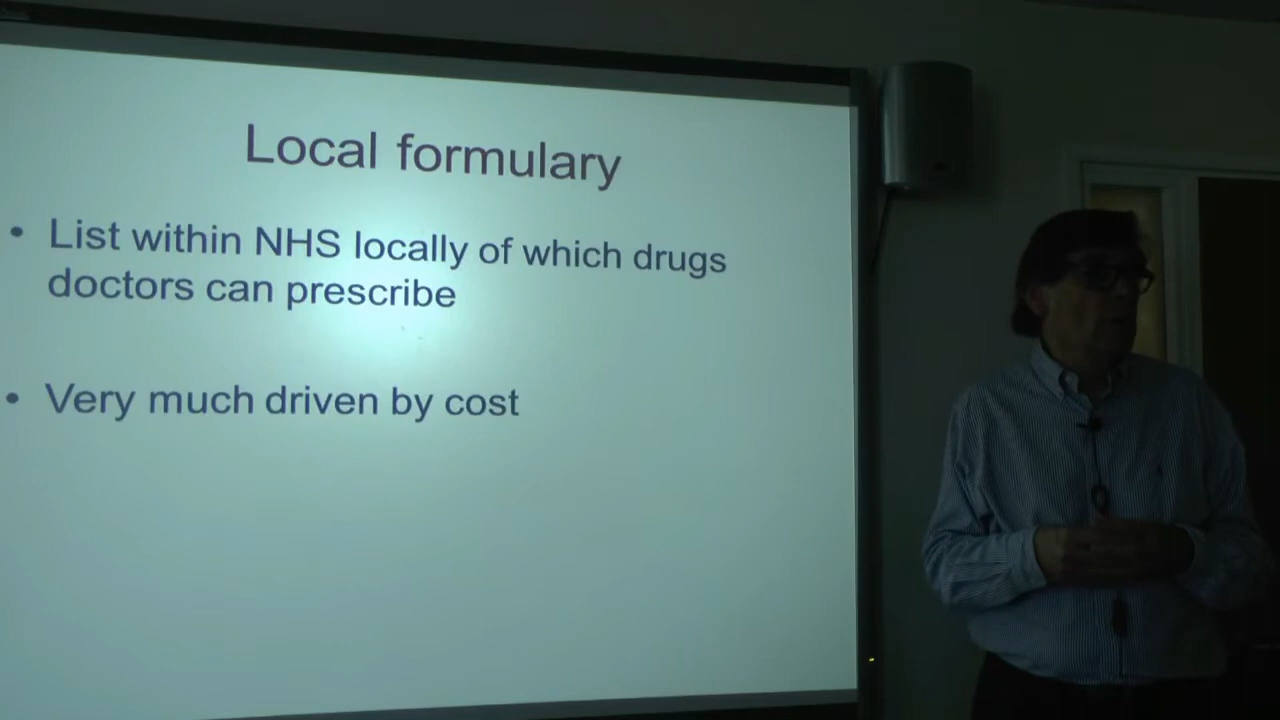 Local formulary
• List within NHS locally of which drugs
doctors can prescribe
• Very much driven by cost